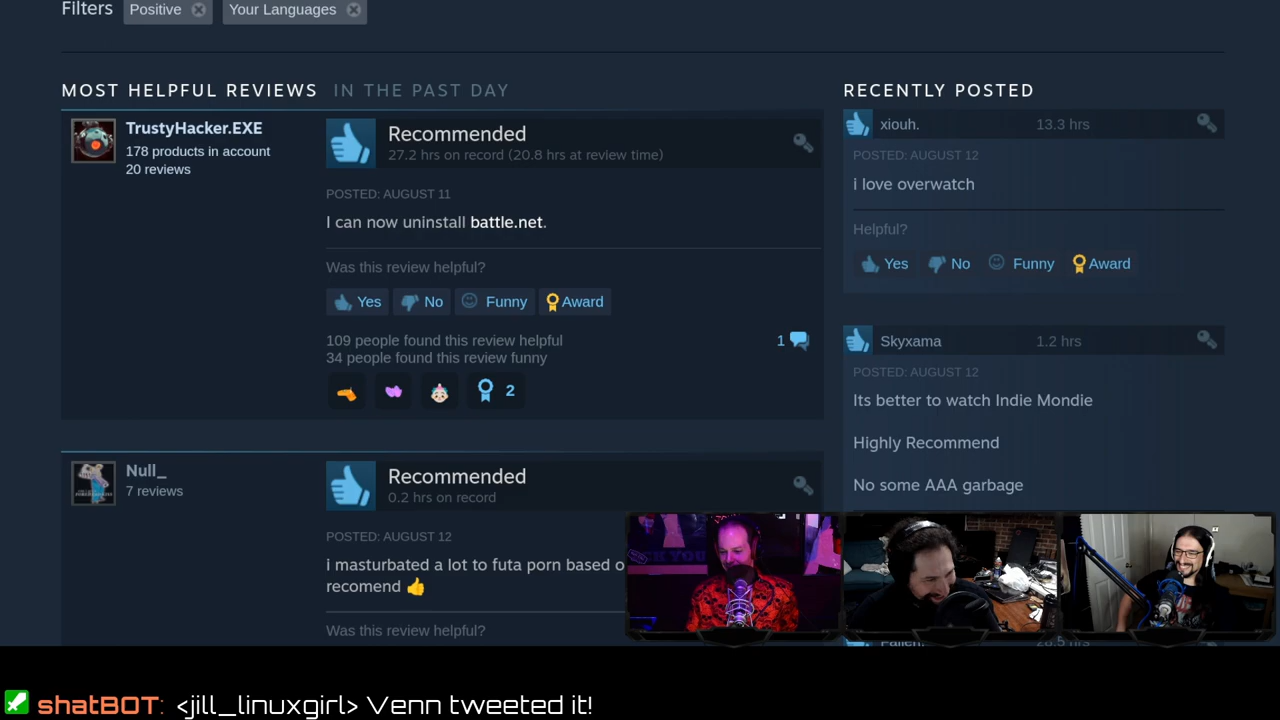 Filters Positive Your Languages
MOST HELPFUL REVIEWS IN THE PAST DAY
TrustyHacker.EXE
178 products in account
20 reviews
Recommended
27.2 hrs on record (20.8 hrs at review time)
POSTED: AUGUST 11
I can now uninstall battle.net.
Was this review helpful?
Yes No Funny Award
109 people found this review helpful
34 people found this review funny
1
2
Null_
7 reviews
Recommended
0.2 hrs on record
POSTED: AUGUST 12
i masturbated a lot to futa porn based o
recomend 👍
Was this review helpful?
RECENTLY POSTED
xiouh. 13.3 hrs
POSTED: AUGUST 12
i love overwatch
Helpful?
Yes No Funny Award
Skyxama 1.2 hrs
POSTED: AUGUST 12
Its better to watch Indie Mondie
Highly Recommend
No some AAA garbage
28.5 hrs
shatBOT: <jill_linuxgirl> Venn tweeted it!